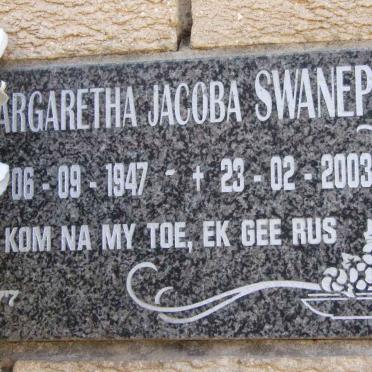 ARGARETHA JACOBA SWANEP
06-09-1947 - † 23-02-2003
KOM NA MY TOE, EK GEE RUS